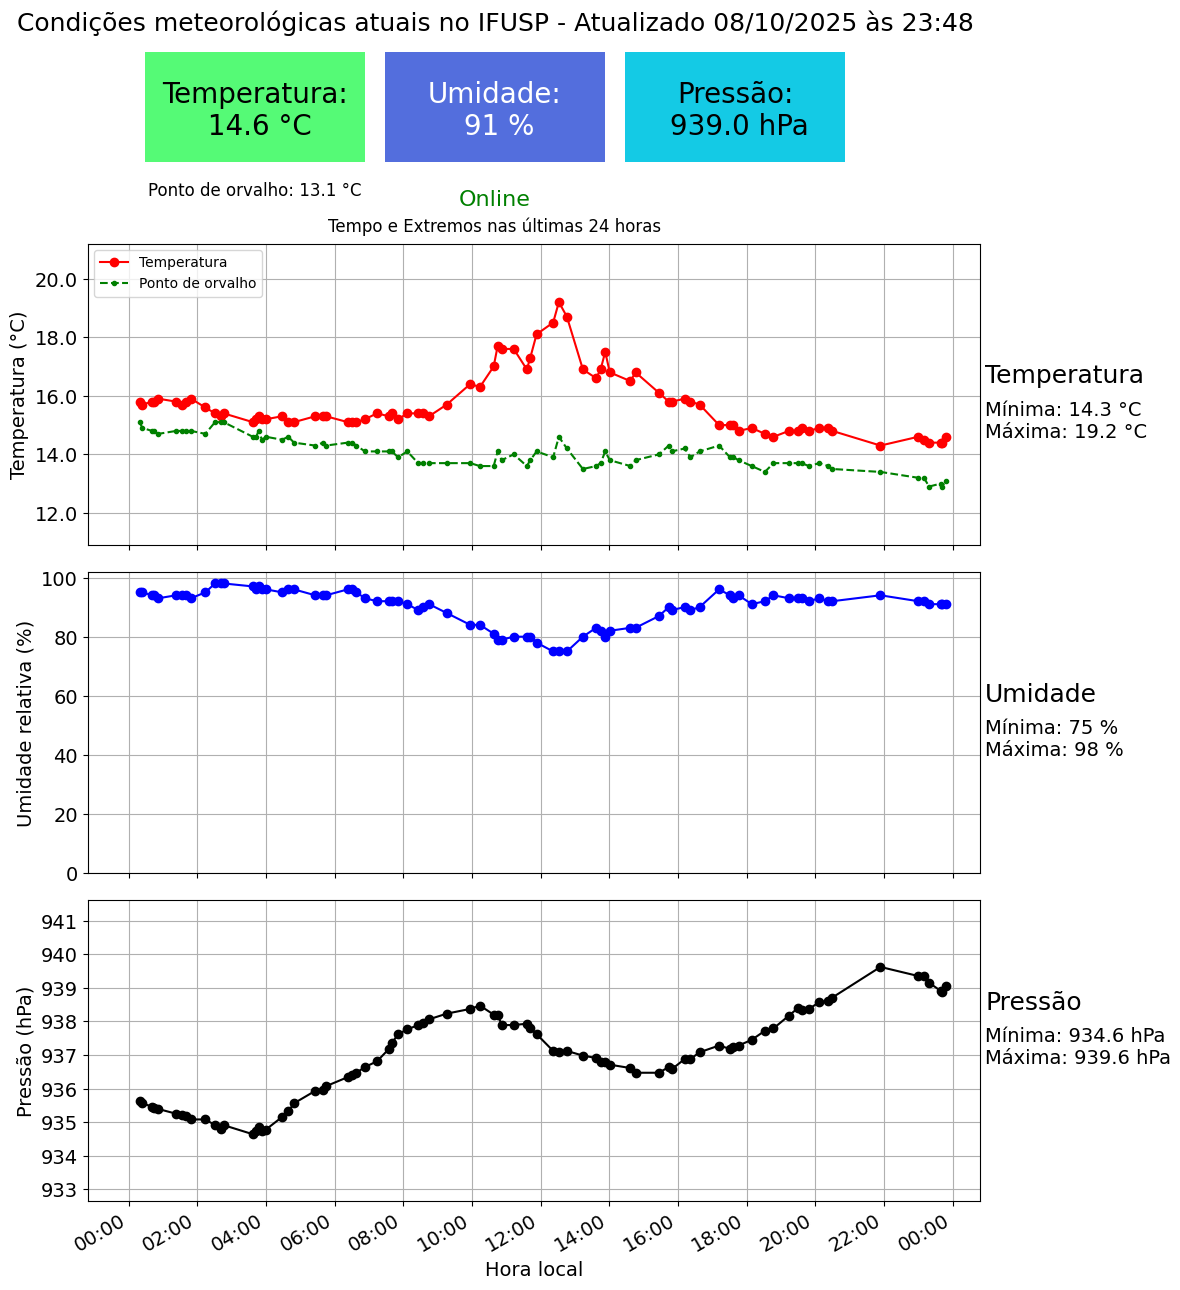 Condições meteorológicas atuais no IFUSP - Atualizado 08/10/2025 às 23:48
Temperatura:
14.6 °C
Umidade:
91 %
Pressão:
939.0 hPa
Ponto de orvalho: 13.1 °C
Online
Tempo e Extremos nas últimas 24 horas
Temperatura
Ponto de orvalho
Temperatura (°C)
20.0
18.0
16.0
14.0
12.0
Temperatura
Mínima: 14.3 °C
Máxima: 19.2 °C
Umidade relativa (%)
100
80
60
40
20
0
Umidade
Mínima: 75 %
Máxima: 98 %
Pressão (hPa)
941
940
939
938
937
936
935
934
933
Pressão
Mínima: 934.6 hPa
Máxima: 939.6 hPa
00:00
02:00
04:00
06:00
08:00
10:00
12:00
14:00
16:00
18:00
20:00
22:00
00:00
Hora local